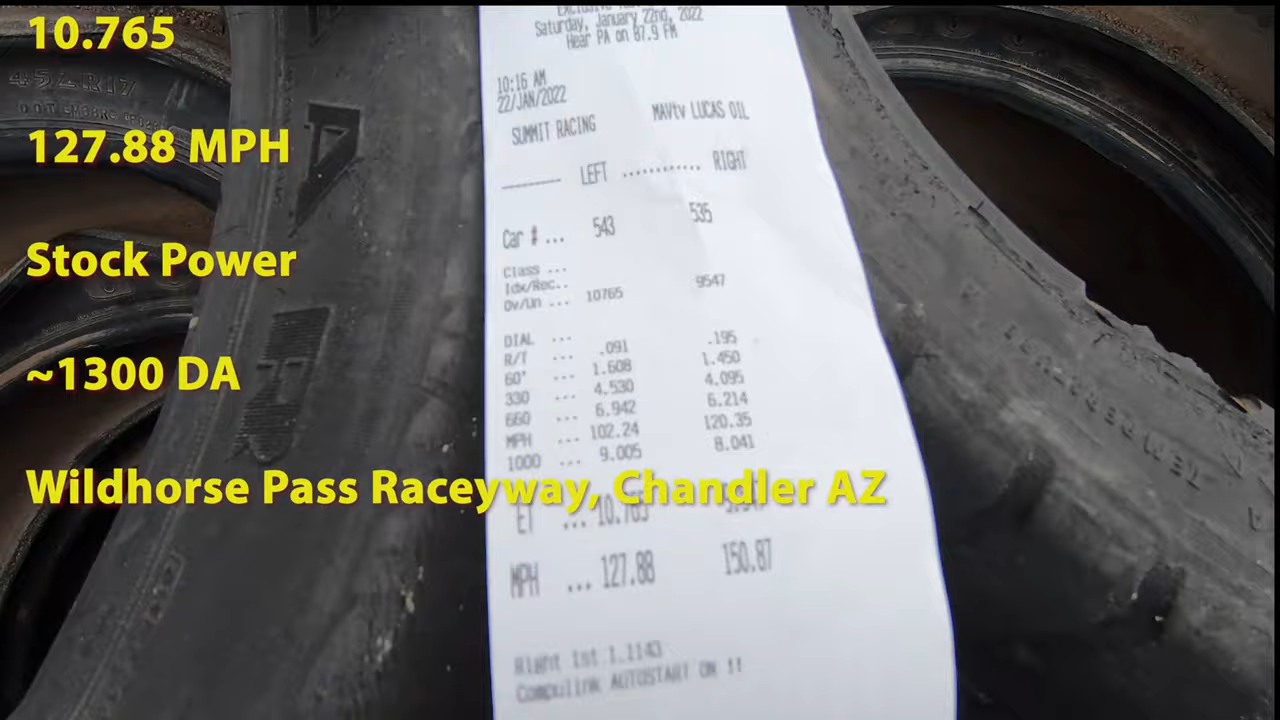 10.765
127.88 MPH
Stock Power
~1300 DA
Wildhorse Pass Raceyway, Chandler AZ
Saturday, January 22nd, 2022
Hear PA on 87.9 FM
10:16 AM
22/JAN/2022
SUMMIT RACING MAVtv LUCAS OIL
-------- LEFT ............ RIGHT
Car # ... 543 535
Class ...
Idx/Rec..
Ov/Un ... 10765 9547
DIAL ...
R/T ... .091 .195
60' ... 1.608 1.450
330 ... 4.530 4.095
660 ... 6.942 6.214
MPH ... 102.24 120.35
1000 ... 9.005 8.041
ET ... 10.765
MPH ... 127.88 150.87
Right 1st 1.1143
Compulink AUTOSTART ON !!
452R17